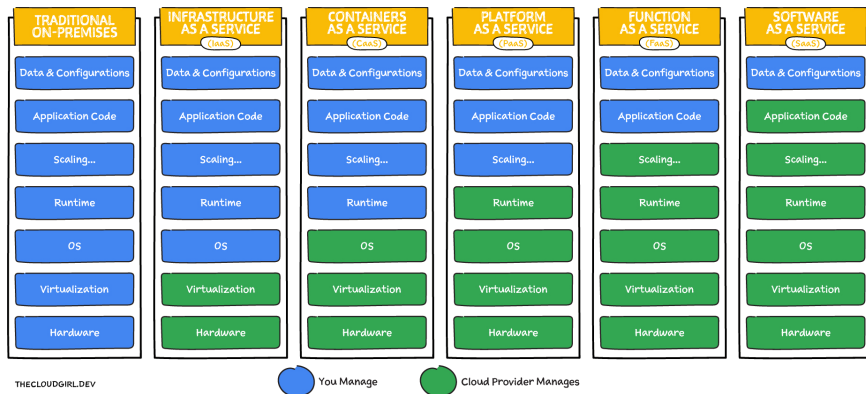 TRADITIONAL
ON-PREMISES
Data & Configurations
Application Code
Scaling...
Runtime
OS
Virtualization
Hardware
INFRASTRUCTURE
AS A SERVICE
(IaaS)
Data & Configurations
Application Code
Scaling...
Runtime
OS
Virtualization
Hardware
CONTAINERS
AS A SERVICE
(CaaS)
Data & Configurations
Application Code
Scaling...
Runtime
OS
Virtualization
Hardware
PLATFORM
AS A SERVICE
(PaaS)
Data & Configurations
Application Code
Scaling...
Runtime
OS
Virtualization
Hardware
FUNCTION
AS A SERVICE
(FaaS)
Data & Configurations
Application Code
Scaling...
Runtime
OS
Virtualization
Hardware
SOFTWARE
AS A SERVICE
(SaaS)
Data & Configurations
Application Code
Scaling...
Runtime
OS
Virtualization
Hardware
THECLOUDGIRL.DEV
You Manage
Cloud Provider Manages